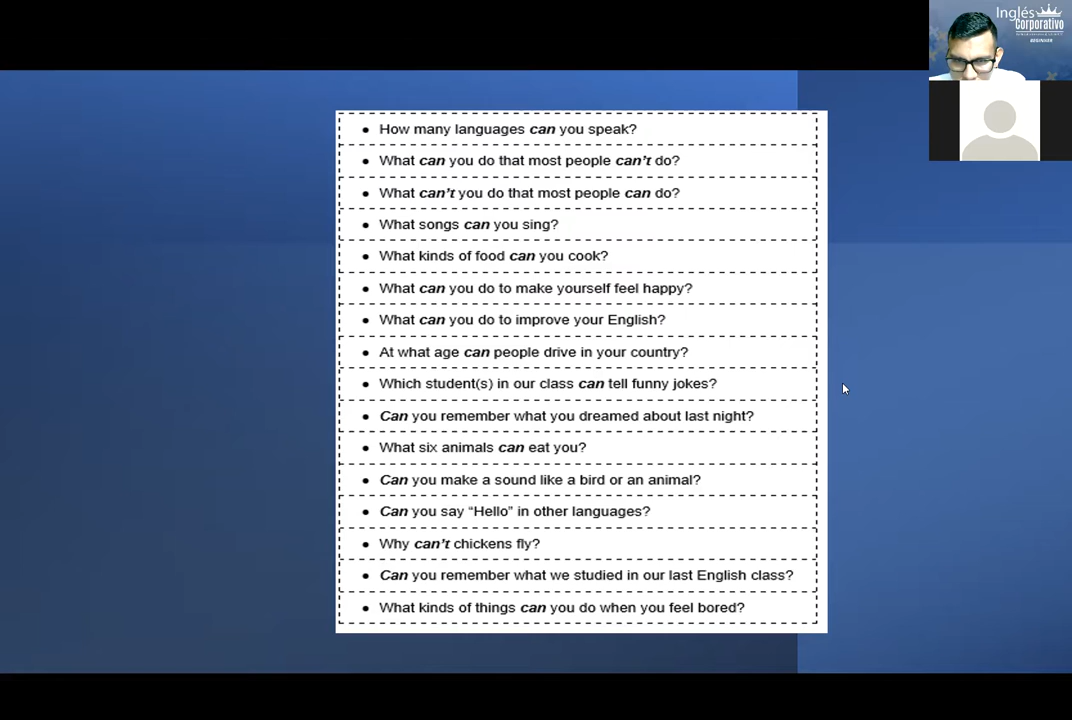 Inglés
Corporativo
BEGINNER
• How many languages can you speak?
• What can you do that most people can't do?
• What can't you do that most people can do?
• What songs can you sing?
• What kinds of food can you cook?
• What can you do to make yourself feel happy?
• What can you do to improve your English?
• At what age can people drive in your country?
• Which student(s) in our class can tell funny jokes?
• Can you remember what you dreamed about last night?
• What six animals can eat you?
• Can you make a sound like a bird or an animal?
• Can you say “Hello” in other languages?
• Why can't chickens fly?
• Can you remember what we studied in our last English class?
• What kinds of things can you do when you feel bored?